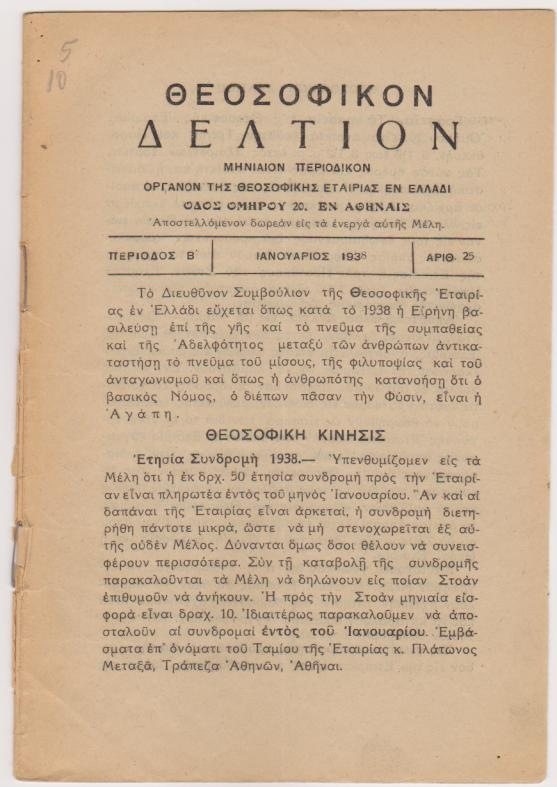 5
10
ΘΕΟΣΟΦΙΚΟΝ
ΔΕΛΤΙΟΝ
ΜΗΝΙΑΙΟΝ ΠΕΡΙΟΔΙΚΟΝ
ΟΡΓΑΝΟΝ ΤΗΣ ΘΕΟΣΟΦΙΚΗΣ ΕΤΑΙΡΙΑΣ ΕΝ ΕΛΛΑΔΙ
ΟΔΟΣ ΟΜΗΡΟΥ 20. ΕΝ ΑΘΗΝΑΙΣ
Ἀποστελλόμενον δωρεάν εἰς τὰ ἐνεργὰ αὐτῆς Μέλη.
ΠΕΡΙΟΔΟΣ Β΄ ΙΑΝΟΥΑΡΙΟΣ 1938 ΑΡΙΘ. 25
Τὸ Διευθῦνον Συμβούλιον τῆς Θεοσοφικῆς Ἑταιρί-
ας ἐν Ἑλλάδι εὔχεται ὅπως κατὰ τὸ 1938 ἡ Εἰρήνη βα-
σιλεύσῃ ἐπὶ τῆς γῆς καὶ τὸ πνεῦμα τῆς συμπαθείας
καὶ τῆς Ἀδελφότητος μεταξὺ τῶν ἀνθρώπων ἀντικα-
ταστήσῃ τὸ πνεῦμα τοῦ μίσους, τῆς φιλυποψίας καὶ τοῦ
ἀνταγωνισμοῦ καὶ ὅπως ἡ ἀνθρωπότης κατανοήσῃ ὅτι ὁ
βασικὸς Νόμος, ὁ διέπων πᾶσαν τὴν Φύσιν, εἶναι ἡ
Ἀγάπη.
ΘΕΟΣΟΦΙΚΗ ΚΙΝΗΣΙΣ
Ἐτησία Συνδρομὴ 1938.— Ὑπενθυμίζομεν εἰς τὰ
Μέλη ὅτι ἡ ἐκ δρχ. 50 ἐτησία συνδρομὴ πρὸς τὴν Ἑταιρί-
αν εἶναι πληρωτέα ἐντὸς τοῦ μηνὸς Ἰανουαρίου. Ἂν καὶ αἱ
δαπάναι τῆς Ἑταιρίας εἶναι ἀρκεταί, ἡ συνδρομὴ διετη-
ρήθη πάντοτε μικρά, ὥστε νὰ μὴ στενοχωρεῖται ἐξ αὐ-
τῆς οὐδὲν Μέλος. Δύνανται ὅμως ὅσοι θέλουν νὰ συνεισ-
φέρουν περισσότερα. Σὺν τῇ καταβολῇ τῆς συνδρομῆς
παρακαλοῦνται τὰ Μέλη νὰ δηλώνουν εἰς ποίαν Στοὰν
ἐπιθυμοῦν νὰ ἀνήκουν. Ἡ πρὸς τὴν Στοὰν μηνιαία εἰσ-
φορὰ εἶναι δραχ. 10. Ἰδιαιτέρως παρακαλοῦμεν νὰ ἀπο-
σταλοῦν αἱ συνδρομαὶ ἐντὸς τοῦ Ἰανουαρίου. Ἐμβά-
σματα ἐπ' ὀνόματι τοῦ Ταμίου τῆς Ἑταιρίας κ. Πλάτωνος
Μεταξᾶ, Τράπεζα Ἀθηνῶν, Ἀθῆναι.